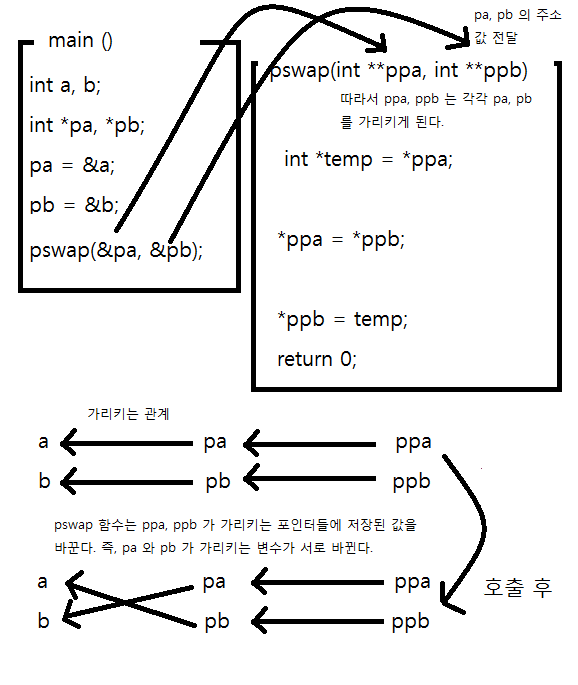 main ()
int a, b;
int *pa, *pb;
pa = &a;
pb = &b;
pswap(&pa, &pb);
pa, pb 의 주소
값 전달
pswap(int **ppa, int **ppb)
따라서 ppa, ppb 는 각각 pa, pb
를 가리키게 된다.
int *temp = *ppa;
*ppa = *ppb;
*ppb = temp;
return 0;
가리키는 관계
a pa ppa
b pb ppb
pswap 함수는 ppa, ppb 가 가리키는 포인터들에 저장된 값을
바꾼다. 즉, pa 와 pb 가 가리키는 변수가 서로 바뀐다.
a pa ppa
호출 후
b pb ppb